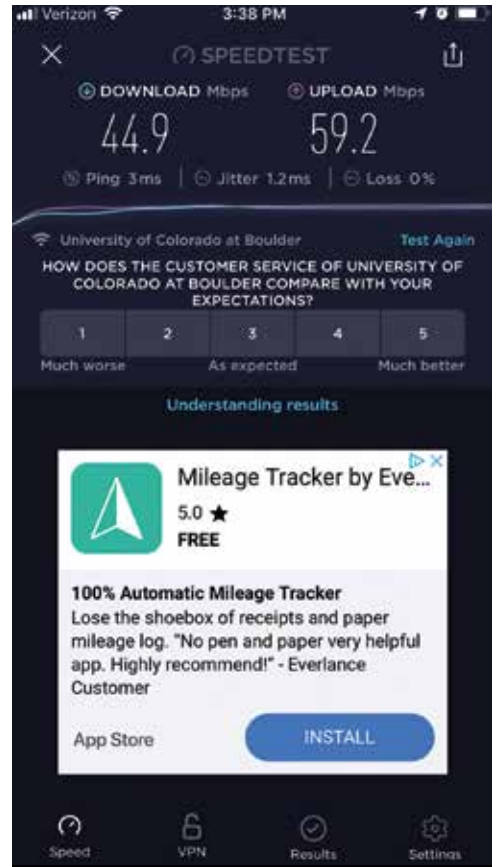 Verizon 3:38 PM
SPEEDTEST
DOWNLOAD Mbps UPLOAD Mbps
44.9 59.2
Ping 3ms Jitter 1.2ms Loss 0%
University of Colorado at Boulder Test Again
HOW DOES THE CUSTOMER SERVICE OF UNIVERSITY OF
COLORADO AT BOULDER COMPARE WITH YOUR
EXPECTATIONS?
1 2 3 4 5
Much worse As expected Much better
Understanding results
Mileage Tracker by Eve...
5.0 ★
FREE
100% Automatic Mileage Tracker
Lose the shoebox of receipts and paper
mileage log. "No pen and paper very helpful
app. Highly recommend!" - Everlance
Customer
App Store INSTALL
Speed VPN Results Settings